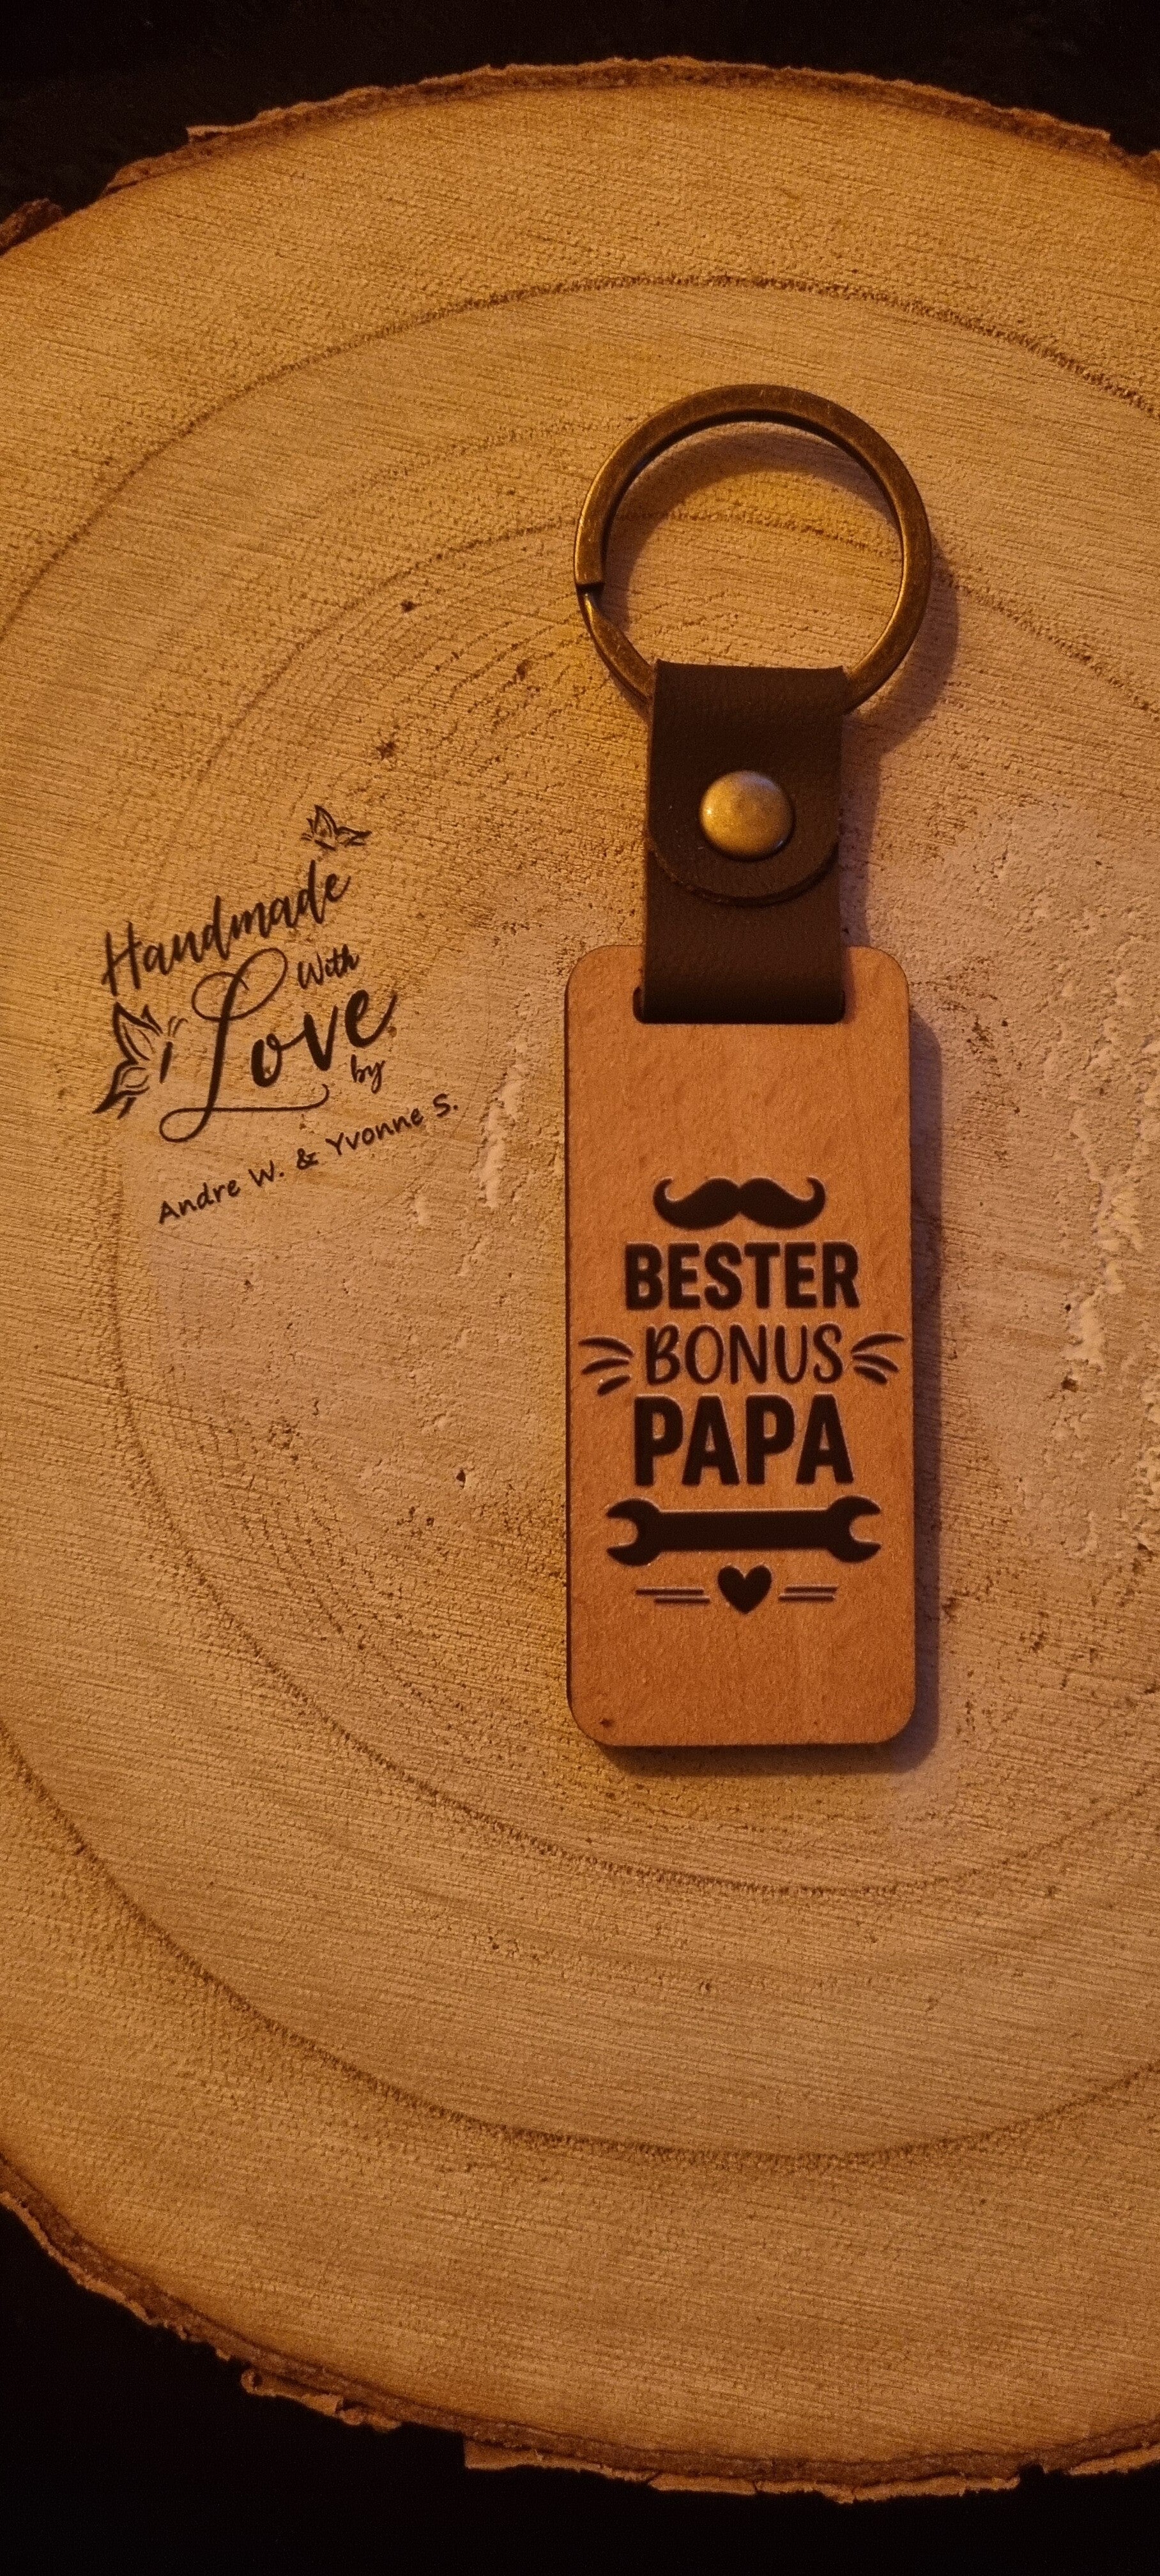 Handmade
With
Love
by
Andre W. & Yvonne S.
BESTER
BONUS
PAPA